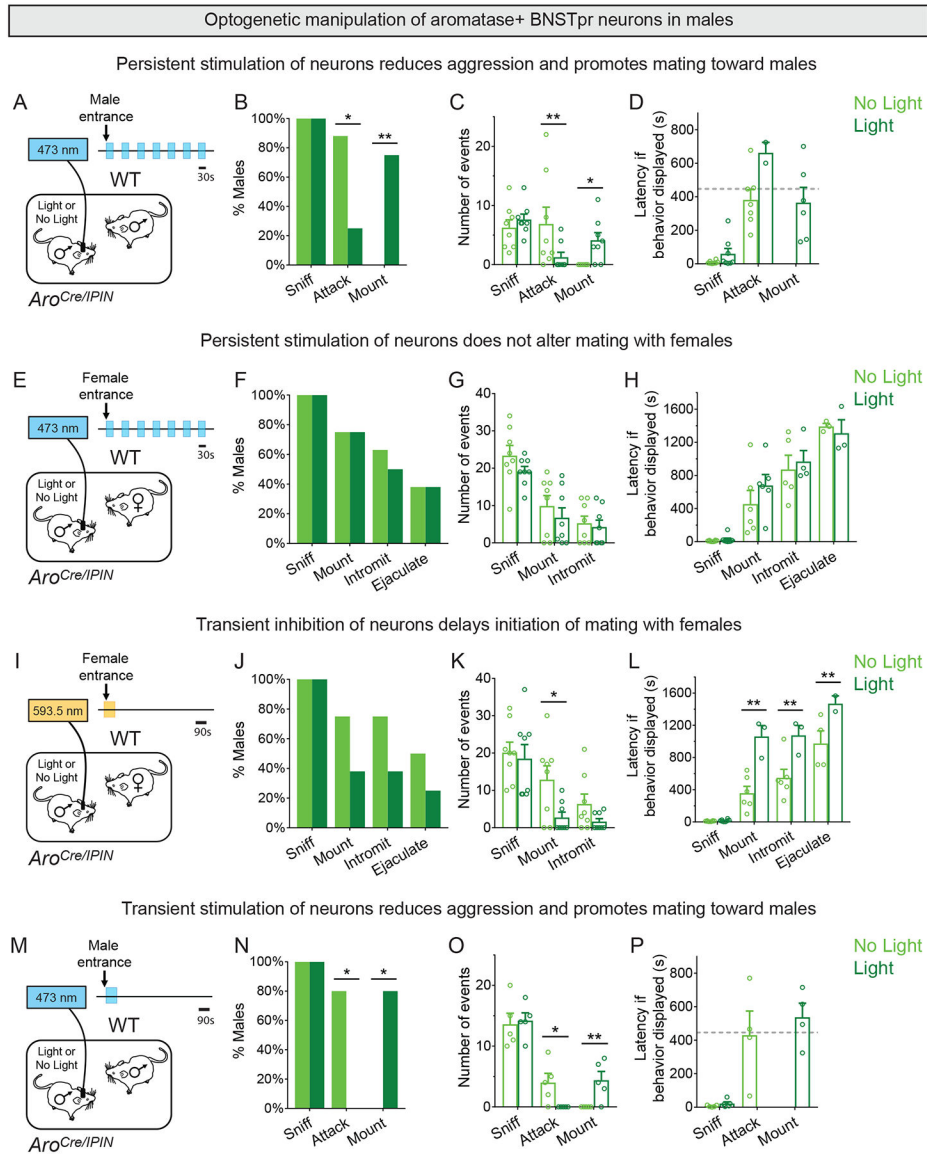 Optogenetic manipulation of aromatase+ BNSTpr neurons in males
Persistent stimulation of neurons reduces aggression and promotes mating toward males
A
Male
entrance
473 nm
30s
WT
Light or
No Light
AroCre/IPIN
B
% Males
100%
80%
60%
40%
20%
0%
*
**
Sniff
Attack
Mount
C
Number of events
20
10
0
**
*
Sniff
Attack
Mount
D
Latency if
behavior displayed (s)
800
600
400
200
0
Sniff
Attack
Mount
No Light
Light
Persistent stimulation of neurons does not alter mating with females
E
Female
entrance
473 nm
30s
WT
Light or
No Light
AroCre/IPIN
F
% Males
100%
80%
60%
40%
20%
0%
Sniff
Mount
Intromit
Ejaculate
G
Number of events
40
30
20
10
0
Sniff
Mount
Intromit
H
Latency if
behavior displayed (s)
1600
1200
800
400
0
Sniff
Mount
Intromit
Ejaculate
No Light
Light
Transient inhibition of neurons delays initiation of mating with females
I
Female
entrance
593.5 nm
90s
WT
Light or
No Light
AroCre/IPIN
J
% Males
100%
80%
60%
40%
20%
0%
Sniff
Mount
Intromit
Ejaculate
K
Number of events
40
30
20
10
0
*
Sniff
Mount
Intromit
L
Latency if
behavior displayed (s)
1600
1200
800
400
0
**
**
**
Sniff
Mount
Intromit
Ejaculate
No Light
Light
Transient stimulation of neurons reduces aggression and promotes mating toward males
M
Male
entrance
473 nm
90s
WT
Light or
No Light
AroCre/IPIN
N
% Males
100%
80%
60%
40%
20%
0%
*
*
Sniff
Attack
Mount
O
Number of events
20
10
0
*
**
Sniff
Attack
Mount
P
Latency if
behavior displayed (s)
800
600
400
200
0
Sniff
Attack
Mount
No Light
Light